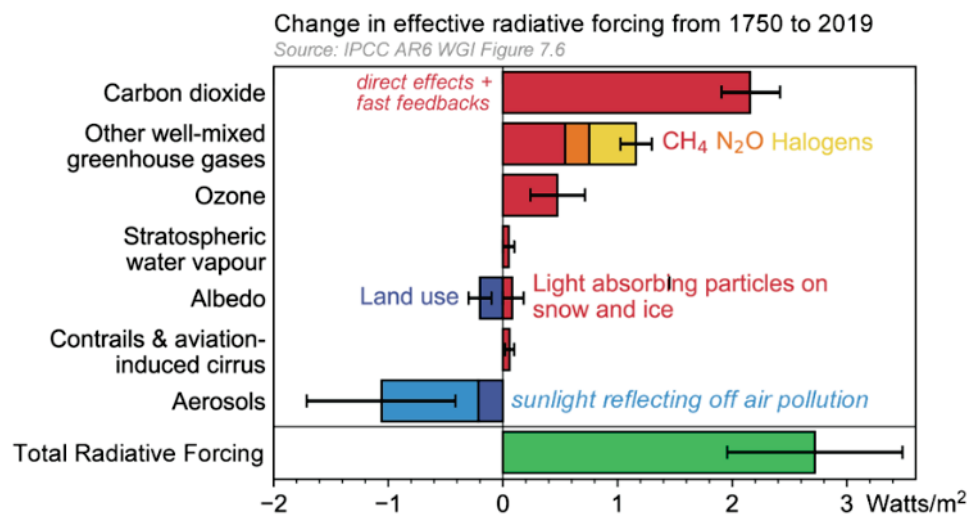 Change in effective radiative forcing from 1750 to 2019
Source: IPCC AR6 WGI Figure 7.6
Carbon dioxide
direct effects +
fast feedbacks
Other well-mixed
greenhouse gases
CH₄ N₂O Halogens
Ozone
Stratospheric
water vapour
Albedo
Land use
Light absorbing particles on
snow and ice
Contrails & aviation-
induced cirrus
Aerosols
sunlight reflecting off air pollution
Total Radiative Forcing
−2 −1 0 1 2 3 Watts/m²